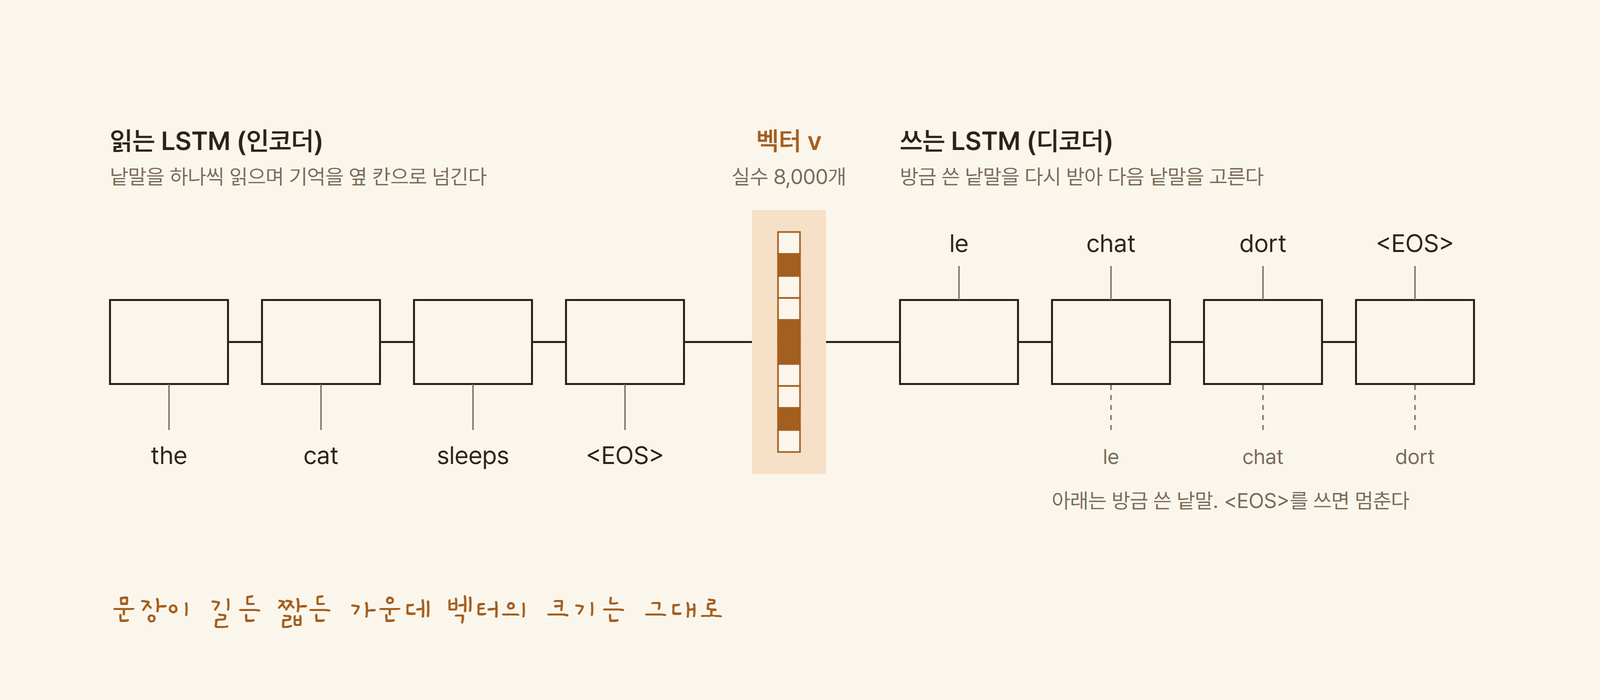 읽는 LSTM (인코더)
낱말을 하나씩 읽으며 기억을 옆 칸으로 넘긴다
벡터 v
실수 8,000개
쓰는 LSTM (디코더)
방금 쓴 낱말을 다시 받아 다음 낱말을 고른다
le chat dort <EOS>
the cat sleeps <EOS>
le chat dort
아래는 방금 쓴 낱말. <EOS>를 쓰면 멈춘다
문장이 길든 짧든 가운데 벡터의 크기는 그대로